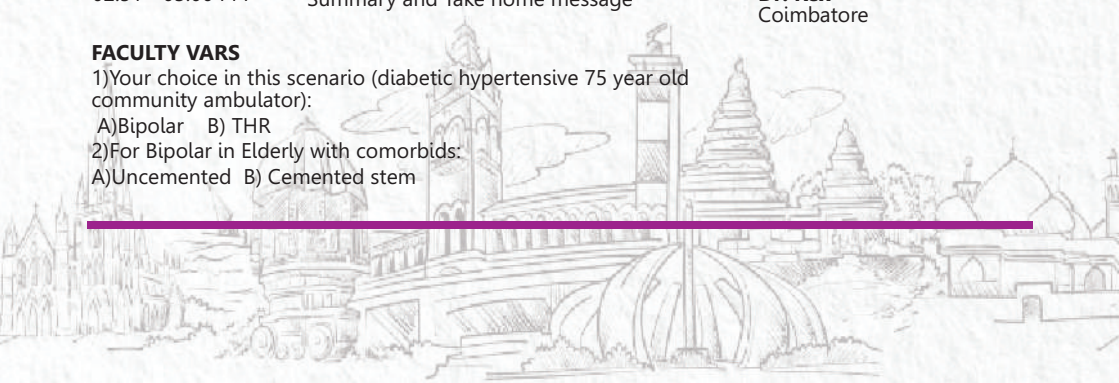 Summary and Take home message
Coimbatore
FACULTY VARS
1)Your choice in this scenario (diabetic hypertensive 75 year old
community ambulator):
A)Bipolar B) THR
2)For Bipolar in Elderly with comorbids:
A)Uncemented B) Cemented stem